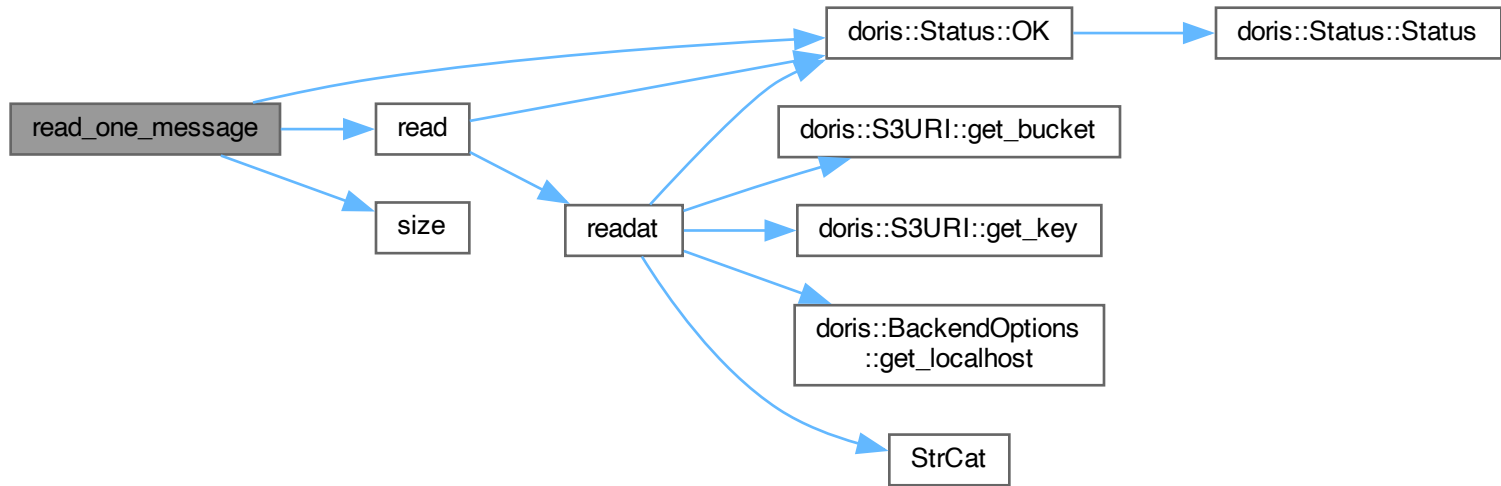 read_one_message
read
size
readat
doris::Status::OK
doris::S3URI::get_bucket
doris::S3URI::get_key
doris::BackendOptions
::get_localhost
StrCat
doris::Status::Status